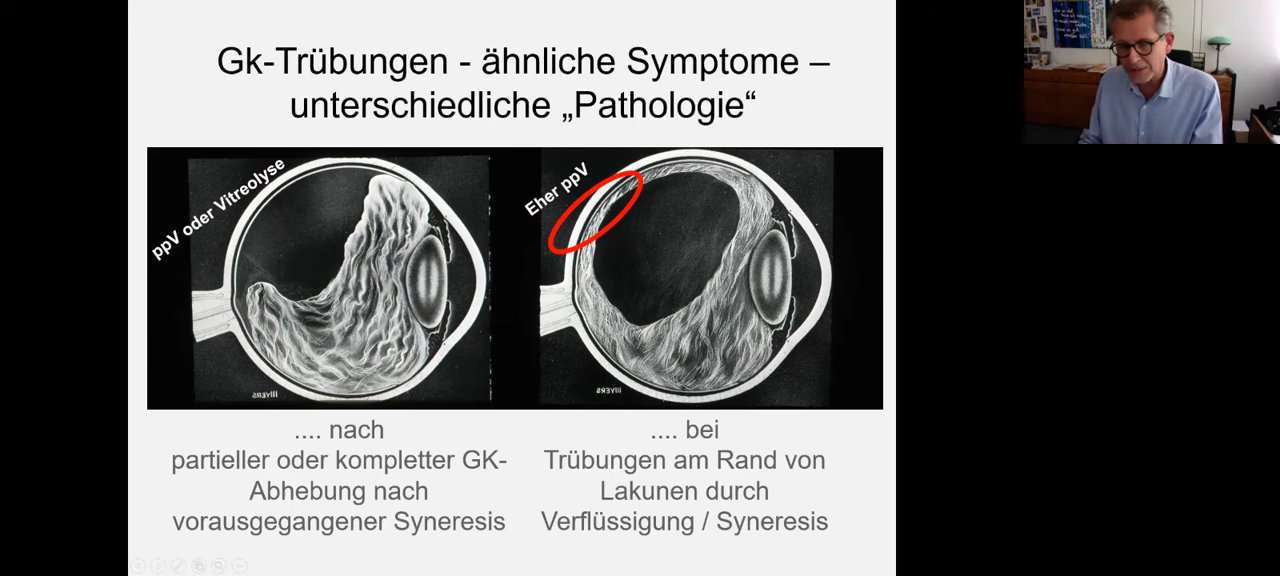 Gk-Trübungen - ähnliche Symptome –
unterschiedliche „Pathologie“
ppV oder Vitreolyse
Eher ppV
.... nach
partieller oder kompletter GK-
Abhebung nach
vorausgegangener Syneresis
.... bei
Trübungen am Rand von
Lakunen durch
Verflüssigung / Syneresis